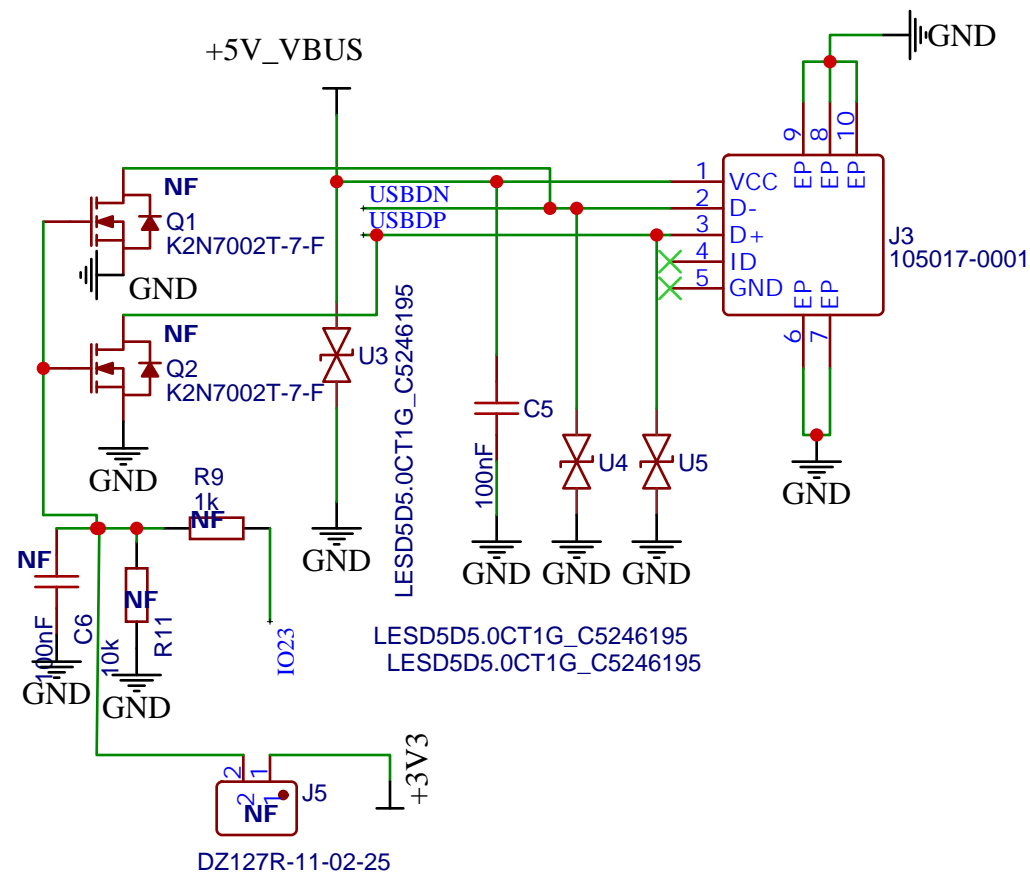 GND
+5V_VBUS
9
8
10
EP
EP
EP
NF
1
VCC
USBDN
2
D-
Q1
USBDP
3
D+
K2N7002T-7-F
J3
4
ID
105017-0001
5
GND
GND
EP
EP
NF
6
7
U3
LESD5D5.0CT1G_C5246195
Q2
K2N7002T-7-F
C5
100nF
U4
U5
GND
R9
1k
NF
GND
GND
GND
GND
GND
NF
C6
100nF
NF
10k
R11
IO23
LESD5D5.0CT1G_C5246195
LESD5D5.0CT1G_C5246195
GND
GND
+3V3
2
1
2
1
J5
NF
DZ127R-11-02-25